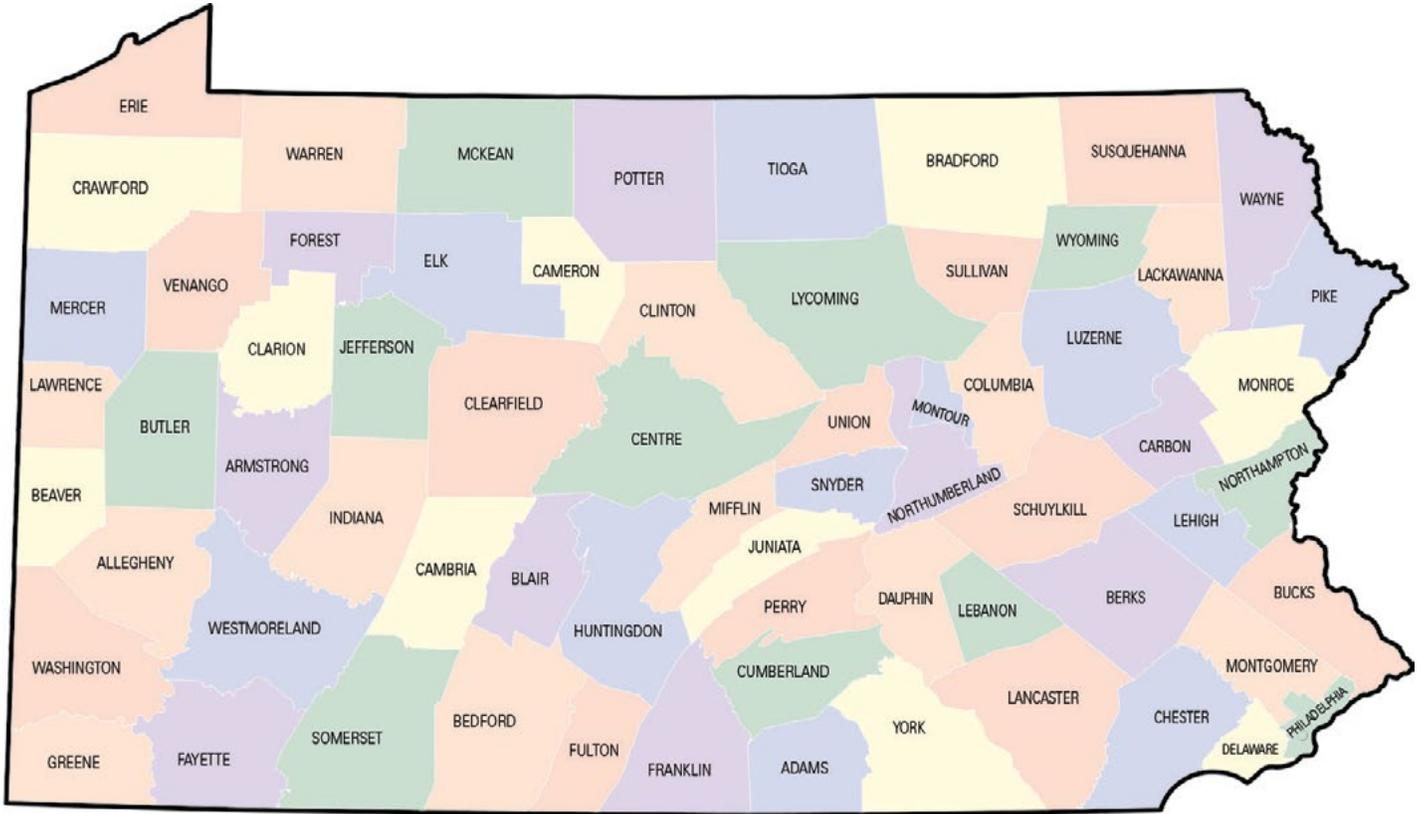 ERIE
WARREN
MCKEAN
POTTER
TIOGA
BRADFORD
SUSQUEHANNA
WAYNE
CRAWFORD
FOREST
ELK
CAMERON
WYOMING
SULLIVAN
LACKAWANNA
PIKE
VENANGO
MERCER
CLINTON
LYCOMING
CLARION
JEFFERSON
LUZERNE
LAWRENCE
CLEARFIELD
COLUMBIA
MONROE
BUTLER
CENTRE
UNION
MONTOUR
CARBON
ARMSTRONG
NORTHAMPTON
BEAVER
SNYDER
NORTHUMBERLAND
INDIANA
MIFFLIN
SCHUYLKILL
LEHIGH
ALLEGHENY
JUNIATA
CAMBRIA
BLAIR
PERRY
DAUPHIN
LEBANON
BERKS
BUCKS
WESTMORELAND
HUNTINGDON
WASHINGTON
CUMBERLAND
MONTGOMERY
LANCASTER
BEDFORD
SOMERSET
YORK
CHESTER
PHILADELPHIA
GREENE
FAYETTE
FULTON
FRANKLIN
ADAMS
DELAWARE